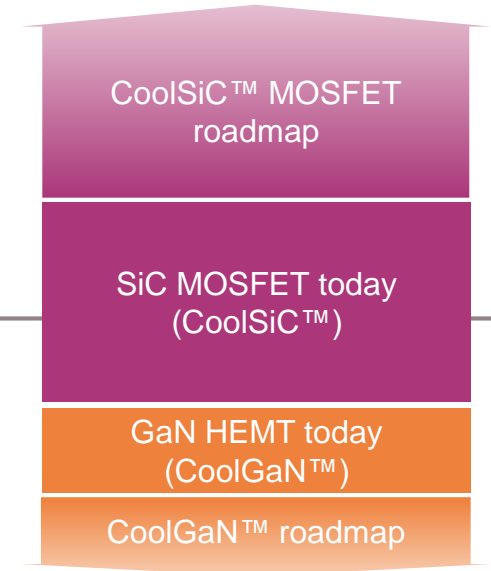 CoolSiC™ MOSFET
roadmap
SiC MOSFET today
(CoolSiC™)
GaN HEMT today
(CoolGaN™)
CoolGaN™ roadmap